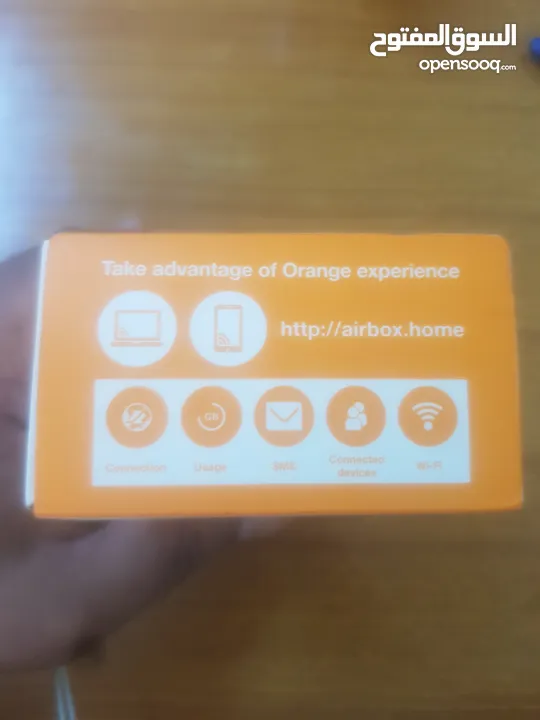 السوق المفتوح
opensooq.com
Take advantage of Orange experience
http://airbox.home
GB
Connection
Usage
SMS
Connected
devices
Wi-Fi